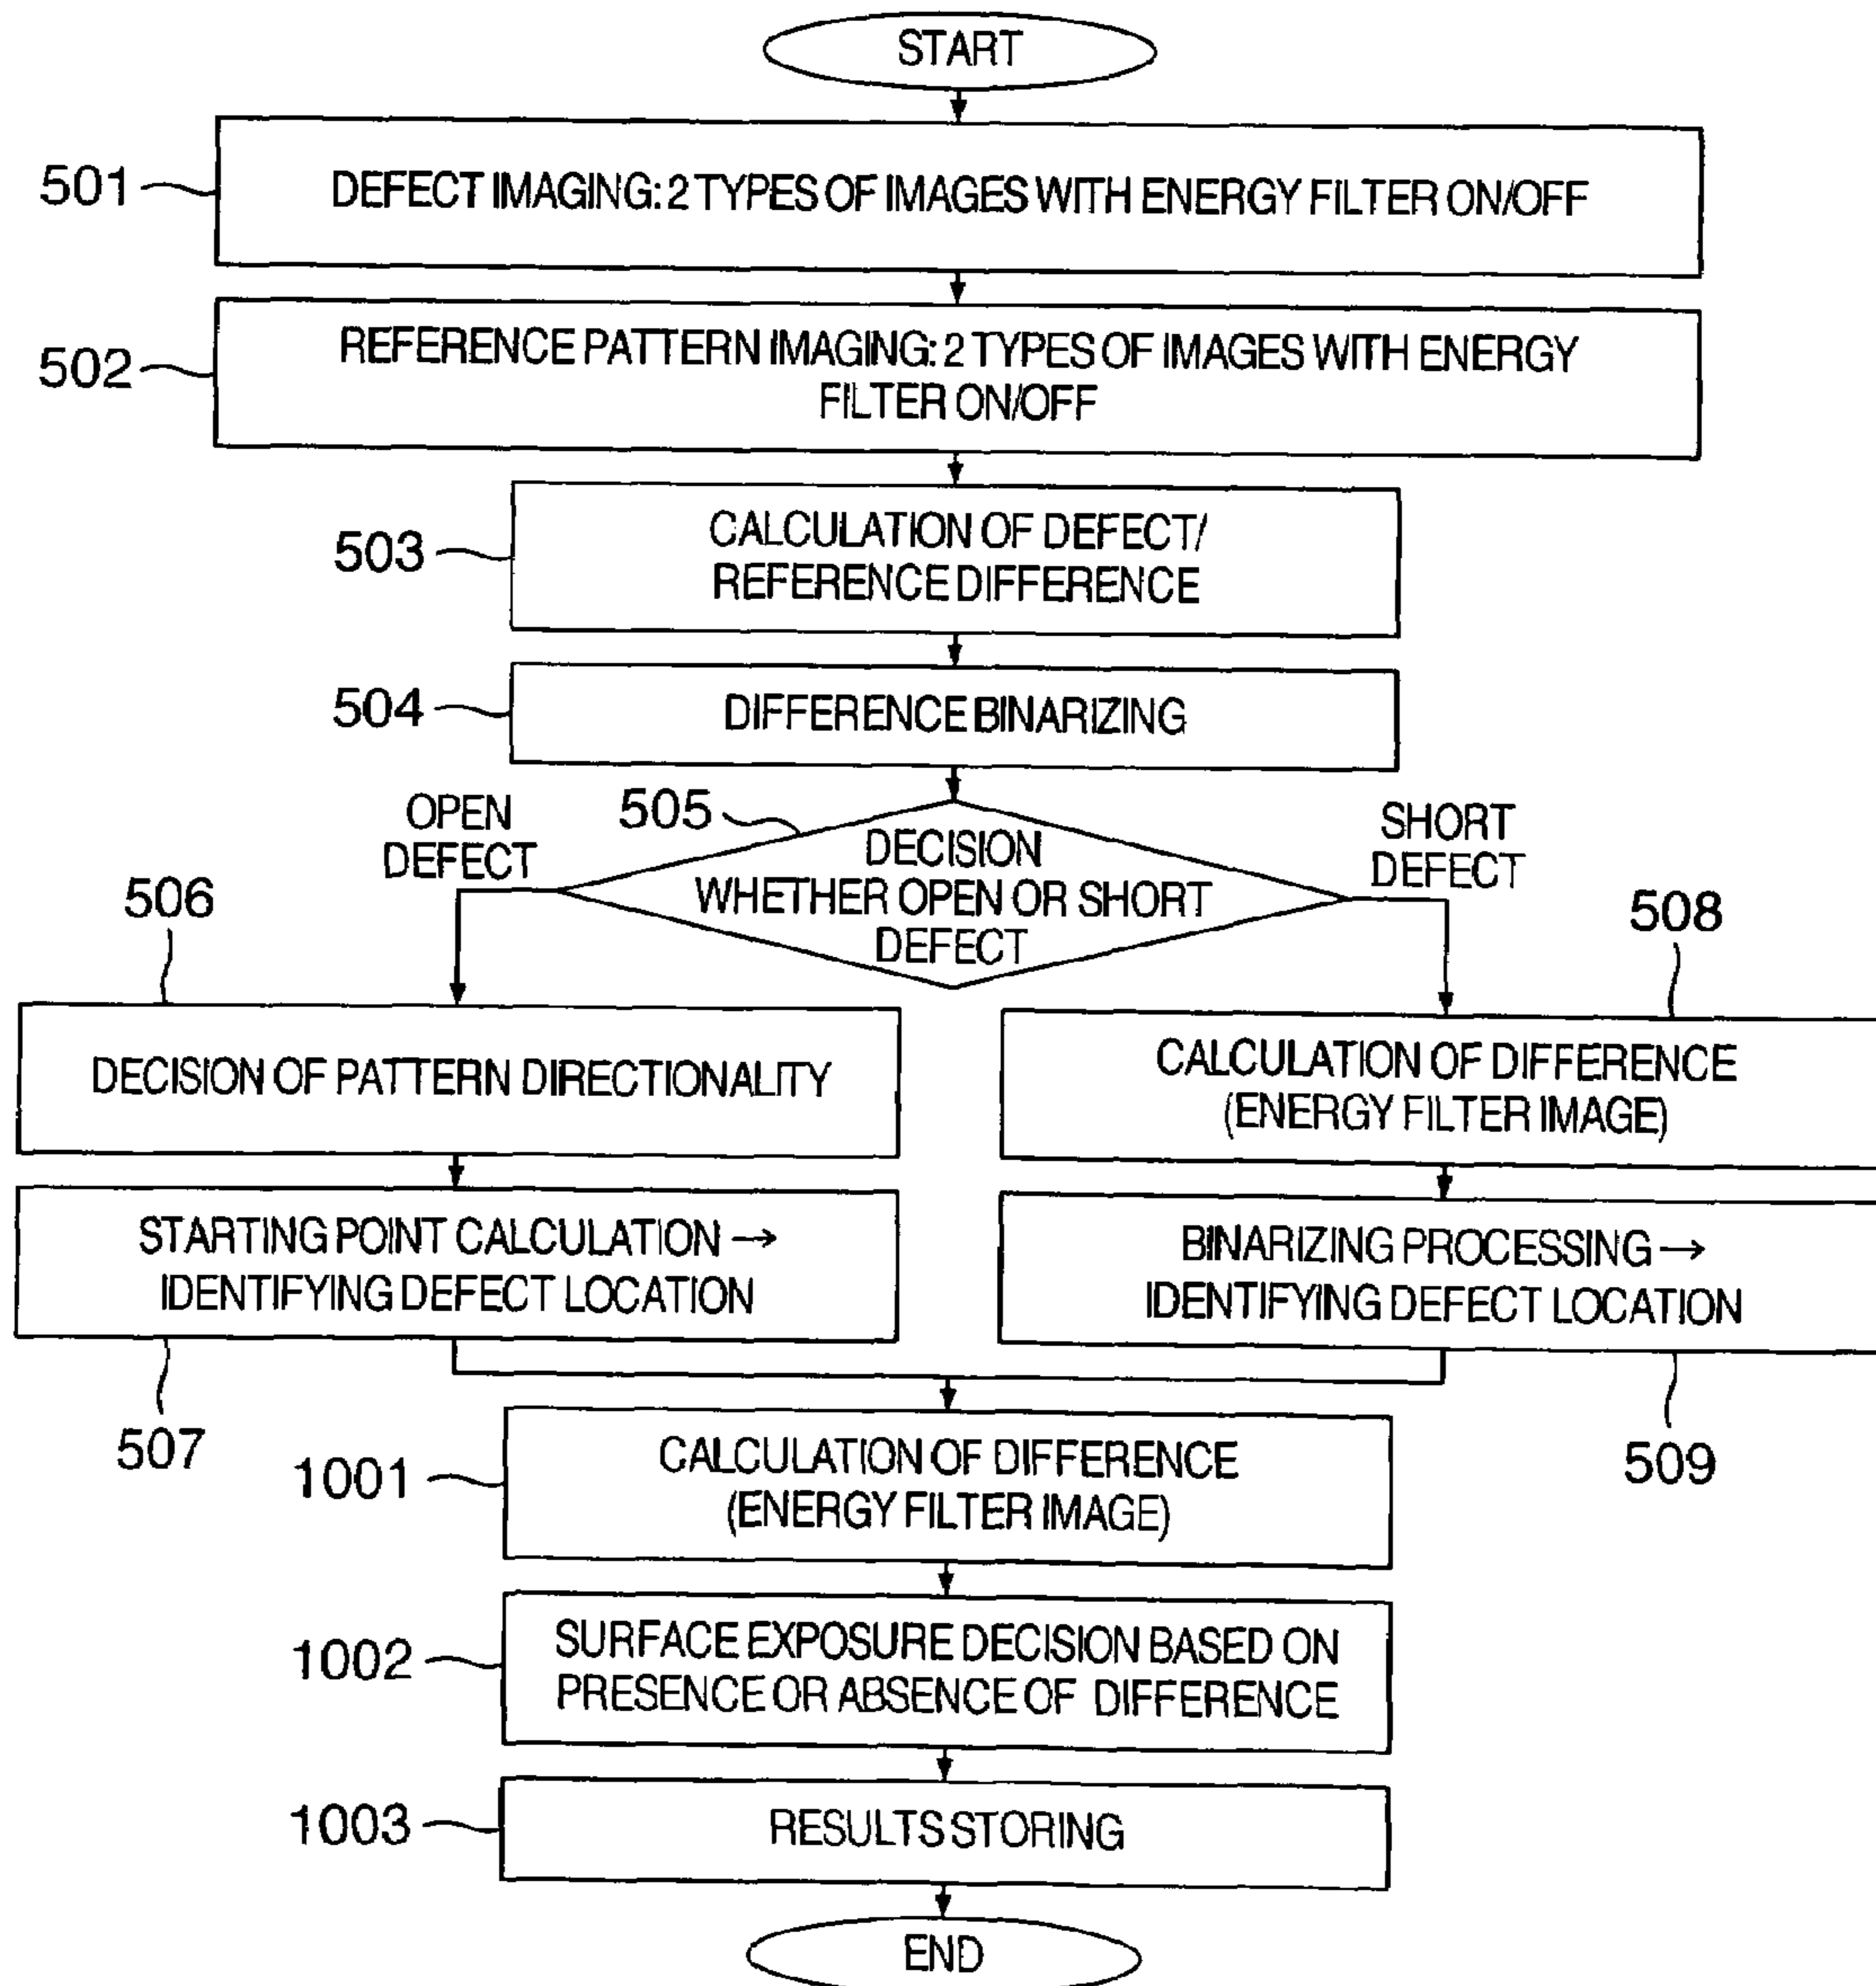 START
501
DEFECT IMAGING: 2 TYPES OF IMAGES WITH ENERGY FILTER ON/OFF
502
REFERENCE PATTERN IMAGING: 2 TYPES OF IMAGES WITH ENERGY
FILTER ON/OFF
503
CALCULATION OF DEFECT/
REFERENCE DIFFERENCE
504
DIFFERENCE BINARIZING
505
DECISION
WHETHER OPEN OR SHORT
DEFECT
OPEN
DEFECT
SHORT
DEFECT
506
DECISION OF PATTERN DIRECTIONALITY
508
CALCULATION OF DIFFERENCE
(ENERGY FILTER IMAGE)
STARTING POINT CALCULATION →
IDENTIFYING DEFECT LOCATION
507
BINARIZING PROCESSING →
IDENTIFYING DEFECT LOCATION
509
1001
CALCULATION OF DIFFERENCE
(ENERGY FILTER IMAGE)
1002
SURFACE EXPOSURE DECISION BASED ON
PRESENCE OR ABSENCE OF DIFFERENCE
1003
RESULTS STORING
END